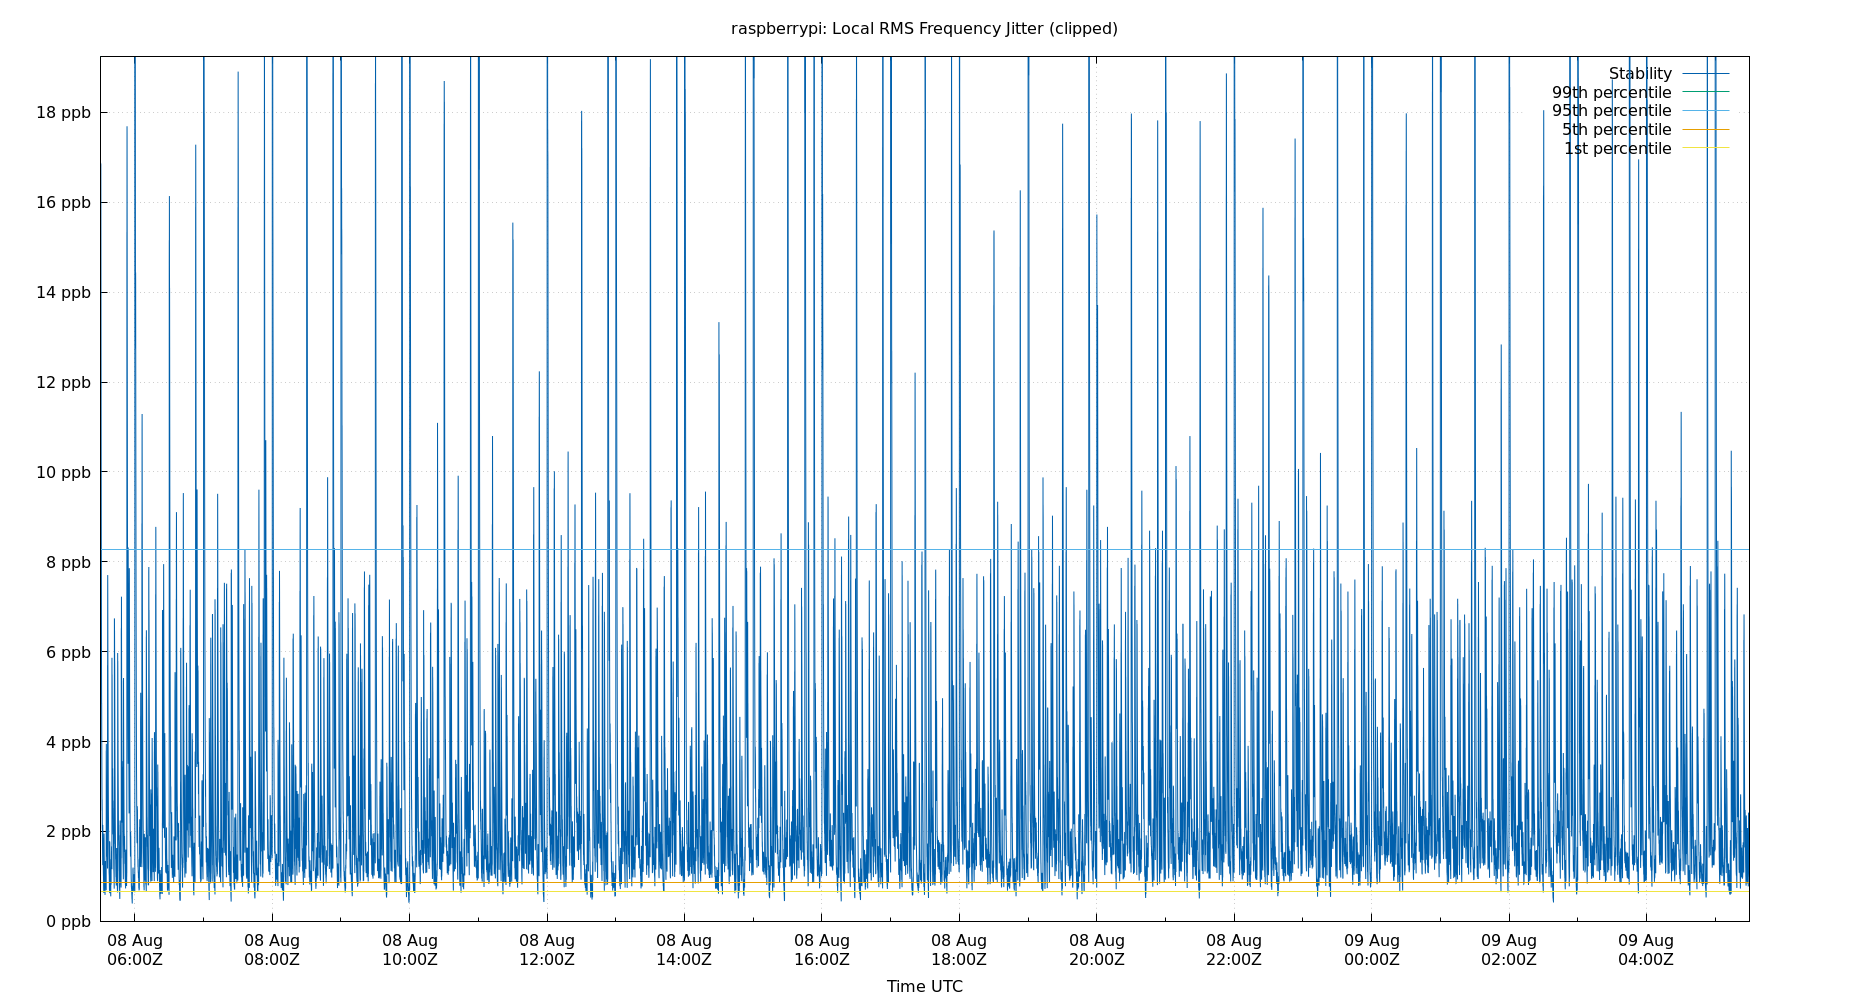 raspberrypi: Local RMS Frequency Jitter (clipped)
Stability
99th percentile
95th percentile
5th percentile
1st percentile
18 ppb
16 ppb
14 ppb
12 ppb
10 ppb
8 ppb
6 ppb
4 ppb
2 ppb
0 ppb
08 Aug 08 Aug 08 Aug 08 Aug 08 Aug 08 Aug 08 Aug 08 Aug 08 Aug 09 Aug 09 Aug 09 Aug
06:00Z 08:00Z 10:00Z 12:00Z 14:00Z 16:00Z 18:00Z 20:00Z 22:00Z 00:00Z 02:00Z 04:00Z
Time UTC